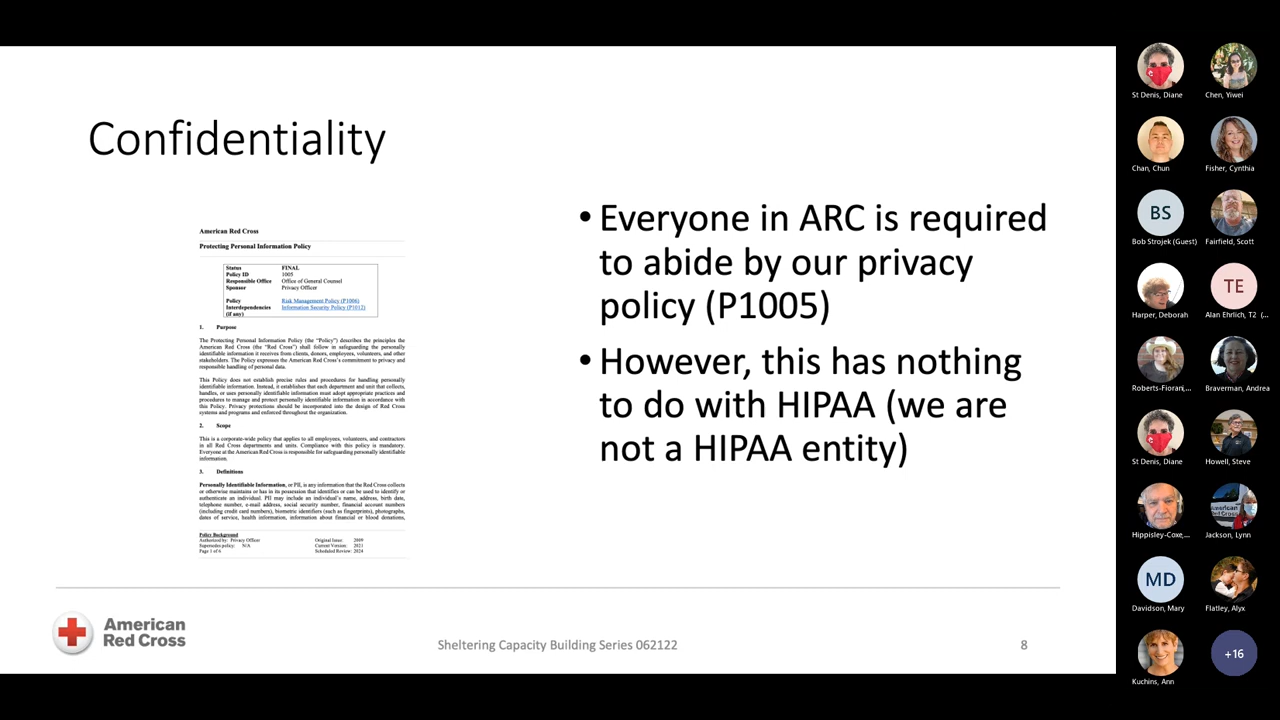 Confidentiality
American Red Cross
Protecting Personal Information Policy
Status FINAL
Policy ID 1005
Responsible Office Office of General Counsel
Sponsor Privacy Officer
Policy Risk Management Policy (P1006)
Interdependencies Information Security Policy (P1012)
(if any)
1. Purpose
The Protecting Personal Information Policy (the "Policy") describes the principles the
American Red Cross (the "Red Cross") shall follow in safeguarding the personally
identifiable information it receives from clients, donors, employees, volunteers, and other
stakeholders. The Policy expresses the American Red Cross's commitment to privacy and
responsible handling of personal data.
This Policy does not establish precise rules and procedures for handling personally
identifiable information. Instead, it establishes that each department and unit that collects,
handles, or uses personally identifiable information must adopt appropriate practices and
procedures to manage and protect personally identifiable information in accordance with
this Policy. Privacy protections should be incorporated into the design of Red Cross
systems and programs and enforced throughout the organization.
2. Scope
This is a corporate-wide policy that applies to all employees, volunteers, and contractors
in all Red Cross departments and units. Compliance with this policy is mandatory.
Everyone at the American Red Cross is responsible for safeguarding personally identifiable
information.
3. Definitions
Personally Identifiable Information, or PII, is any information that the Red Cross collects
or otherwise maintains or has in its possession that identifies or can be used to identify or
authenticate an individual. PII may include an individual's name, address, birth date,
telephone number, e-mail address, social security number, financial account numbers
(including credit card numbers), biometric identifiers (such as fingerprints), photographs,
dates of service, health information, information about financial or blood donations,
Policy Background
Authorized by: Privacy Officer Original Issue: 2009
Supersedes policy: N/A Current Version: 2021
Page 1 of 6 Scheduled Review: 2024
• Everyone in ARC is required
to abide by our privacy
policy (P1005)
• However, this has nothing
to do with HIPAA (we are
not a HIPAA entity)
American
Red Cross
Sheltering Capacity Building Series 062122
8
St Denis, Diane
Chen, Yiwei
Chan, Chun
Fisher, Cynthia
BS
Bob Strojek (Guest)
Fairfield, Scott
Harper, Deborah
TE
Alan Ehrlich, T2 (...
Roberts-Fiorani,...
Braverman, Andrea
St Denis, Diane
Howell, Steve
Hippisley-Coxe,...
American
Red Cross
Jackson, Lynn
MD
Davidson, Mary
Flatley, Alyx
Kuchins, Ann
+16